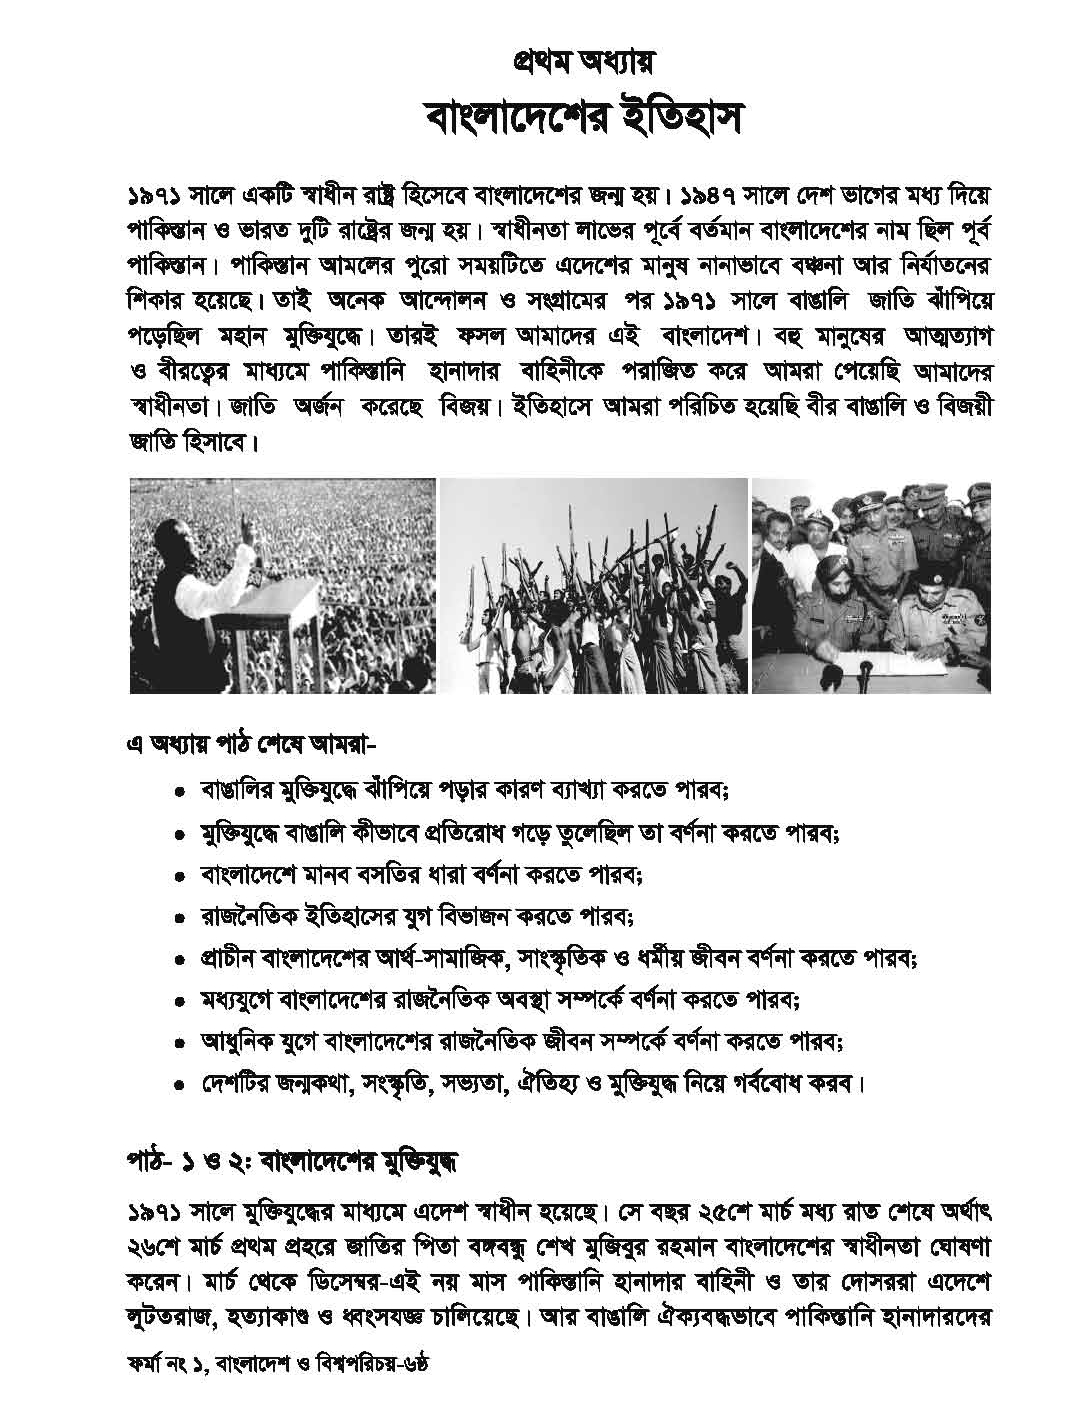 প্রথম অধ্যায়
বাংলাদেশের ইতিহাস
১৯৭১ সালে একটি স্বাধীন রাষ্ট্র হিসেবে বাংলাদেশের জন্ম হয়। ১৯৪৭ সালে দেশ ভাগের মধ্য দিয়ে
পাকিস্তান ও ভারত দুটি রাষ্ট্রের জন্ম হয়। স্বাধীনতা লাভের পূর্বে বর্তমান বাংলাদেশের নাম ছিল পূর্ব
পাকিস্তান। পাকিস্তান আমলের পুরো সময়টিতে এদেশের মানুষ নানাভাবে বঞ্চনা আর নির্যাতনের
শিকার হয়েছে। তাই অনেক আন্দোলন ও সংগ্রামের পর ১৯৭১ সালে বাঙালি জাতি ঝাঁপিয়ে
পড়েছিল মহান মুক্তিযুদ্ধে। তারই ফসল আমাদের এই বাংলাদেশ। বহু মানুষের আত্মত্যাগ
ও বীরত্বের মাধ্যমে পাকিস্তানি হানাদার বাহিনীকে পরাজিত করে আমরা পেয়েছি আমাদের
স্বাধীনতা। জাতি অর্জন করেছে বিজয়। ইতিহাসে আমরা পরিচিত হয়েছি বীর বাঙালি ও বিজয়ী
জাতি হিসাবে।
এ অধ্যায় পাঠ শেষে আমরা-
• বাঙালির মুক্তিযুদ্ধে ঝাঁপিয়ে পড়ার কারণ ব্যাখ্যা করতে পারব;
• মুক্তিযুদ্ধে বাঙালি কীভাবে প্রতিরোধ গড়ে তুলেছিল তা বর্ণনা করতে পারব;
• বাংলাদেশে মানব বসতির ধারা বর্ণনা করতে পারব;
• রাজনৈতিক ইতিহাসের যুগ বিভাজন করতে পারব;
• প্রাচীন বাংলাদেশের আর্থ-সামাজিক, সাংস্কৃতিক ও ধর্মীয় জীবন বর্ণনা করতে পারব;
• মধ্যযুগে বাংলাদেশের রাজনৈতিক অবস্থা সম্পর্কে বর্ণনা করতে পারব;
• আধুনিক যুগে বাংলাদেশের রাজনৈতিক জীবন সম্পর্কে বর্ণনা করতে পারব;
• দেশটির জন্মকথা, সংস্কৃতি, সভ্যতা, ঐতিহ্য ও মুক্তিযুদ্ধ নিয়ে গর্ববোধ করব।
পাঠ- ১ ও ২: বাংলাদেশের মুক্তিযুদ্ধ
১৯৭১ সালে মুক্তিযুদ্ধের মাধ্যমে এদেশ স্বাধীন হয়েছে। সে বছর ২৫শে মার্চ মধ্য রাত শেষে অর্থাৎ
২৬শে মার্চ প্রথম প্রহরে জাতির পিতা বঙ্গবন্ধু শেখ মুজিবুর রহমান বাংলাদেশের স্বাধীনতা ঘোষণা
করেন। মার্চ থেকে ডিসেম্বর-এই নয় মাস পাকিস্তানি হানাদার বাহিনী ও তার দোসররা এদেশে
লুটতরাজ, হত্যাকাণ্ড ও ধ্বংসযজ্ঞ চালিয়েছে। আর বাঙালি ঐক্যবদ্ধভাবে পাকিস্তানি হানাদারদের
ফর্মা নং ১, বাংলাদেশ ও বিশ্বপরিচয়-৬ষ্ঠ